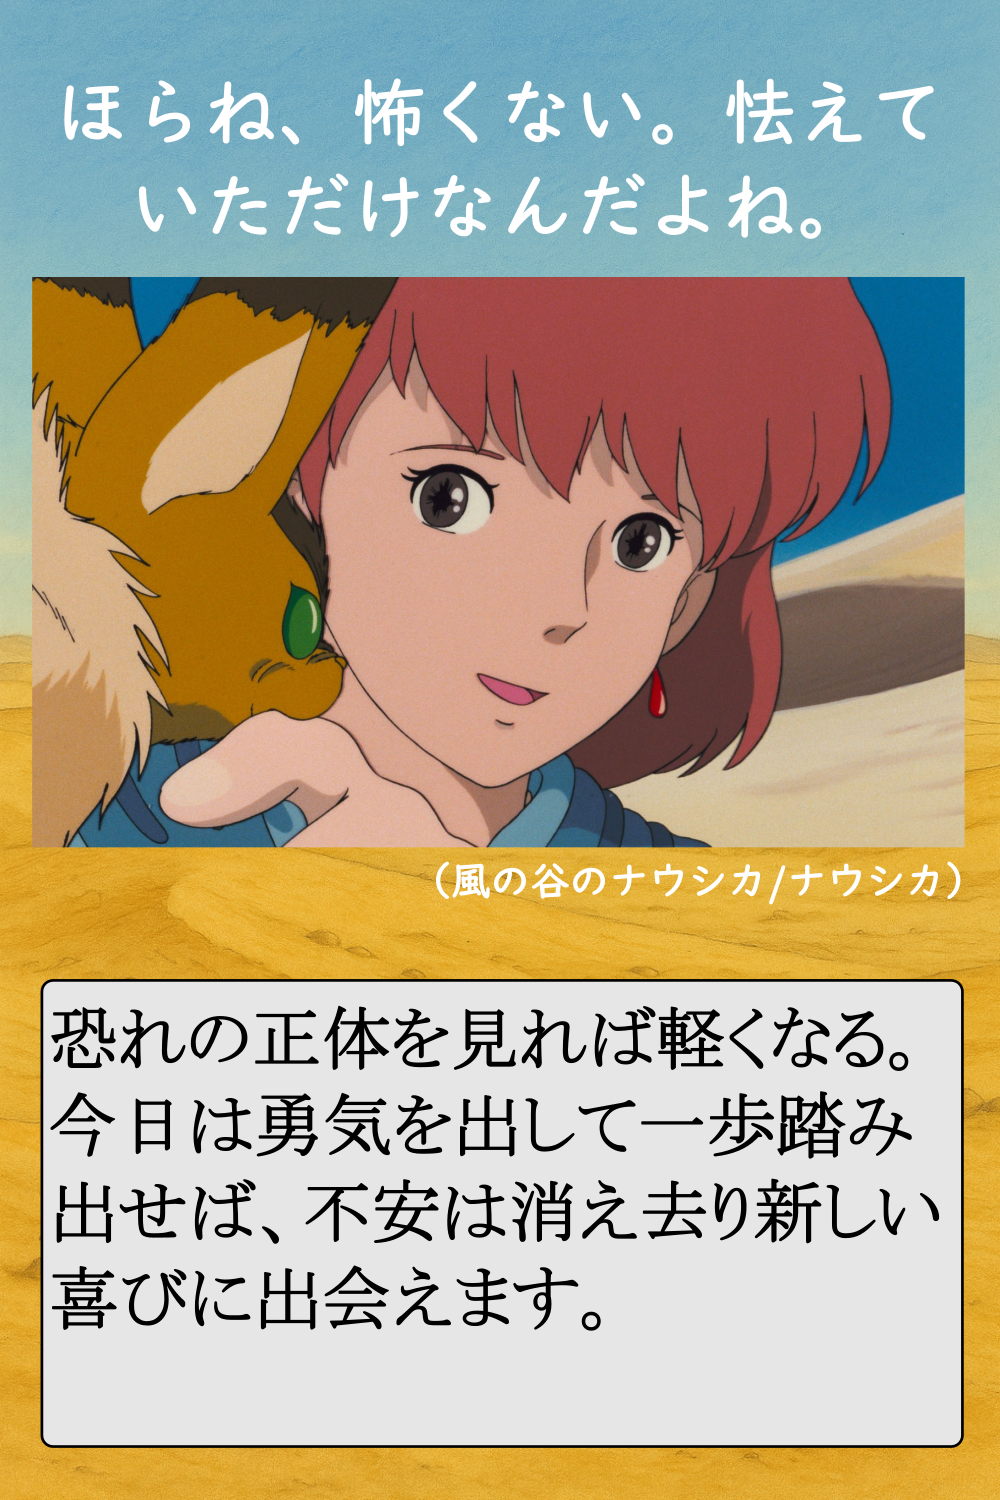 ほらね、怖くない。怯えて
いただけなんだよね。
（風の谷のナウシカ/ナウシカ）
恐れの正体を見れば軽くなる。
今日は勇気を出して一歩踏み
出せば、不安は消え去り新しい
喜びに出会えます。